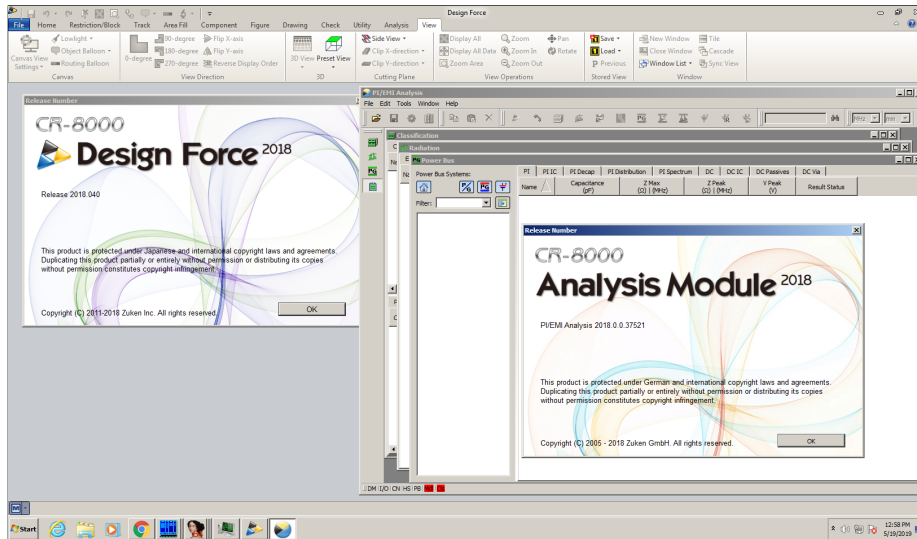 Design Force
File Home Restriction/Block Track Area Fill Component Figure Drawing Check Utility Analysis View
Lowlight 90-degree Flip X-axis Side View Display All Zoom Pan Save New Window Tile
Object Balloon 180-degree Flip Y-axis Clip X-direction Display All Data Zoom In Rotate Load Close Window Cascade
Canvas View Settings Routing Balloon 0-degree 270-degree Reverse Display Order 3D View Preset View Clip Y-direction Zoom Area Zoom Out Previous Window List Sync View
Canvas View Direction 3D Cutting Plane View Operations Stored View Window
Release Number
CR-8000
Design Force 2018
Release 2018.040
This product is protected under Japanese and international copyright laws and agreements.
Duplicating this product partially or entirely without permission or distributing its copies
without permission constitutes copyright infringement.
Copyright (C) 2011-2018 Zuken Inc. All rights reserved.
OK
PI/EMI Analysis
File Edit Tools Window Help
MHz mm
Classification
Radiation
Power Bus
Power Bus Systems:
Filter:
PI PI IC PI Decap PI Distribution PI Spectrum DC DC IC DC Passives DC Via
Name Capacitance (pF) Z Max (Ω) | (MHz) Z Peak (Ω) | (MHz) V Peak (V) Result Status
Release Number
CR-8000
Analysis Module 2018
PI/EMI Analysis 2018.0.0.37521
This product is protected under German and international copyright laws and agreements.
Duplicating this product partially or entirely without permission or distributing its copies
without permission constitutes copyright infringement.
Copyright (C) 2005 - 2018 Zuken GmbH. All rights reserved.
OK
DM I/O CN HS PB
Start
12:58 PM
5/19/2019